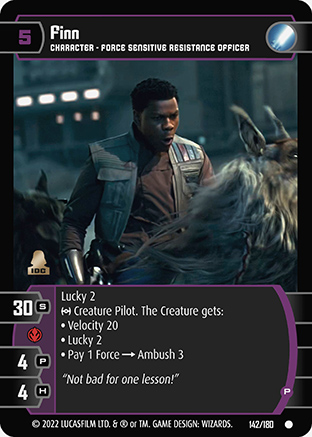 5
Finn
CHARACTER - FORCE SENSITIVE RESISTANCE OFFICER
IDC
30 S
4 P
4 H
Lucky 2
Creature Pilot. The Creature gets:
• Velocity 20
• Lucky 2
• Pay 1 Force → Ambush 3
“Not bad for one lesson!”
P
© 2022 LUCASFILM LTD. & ® or TM. GAME DESIGN: WIZARDS. 142/180